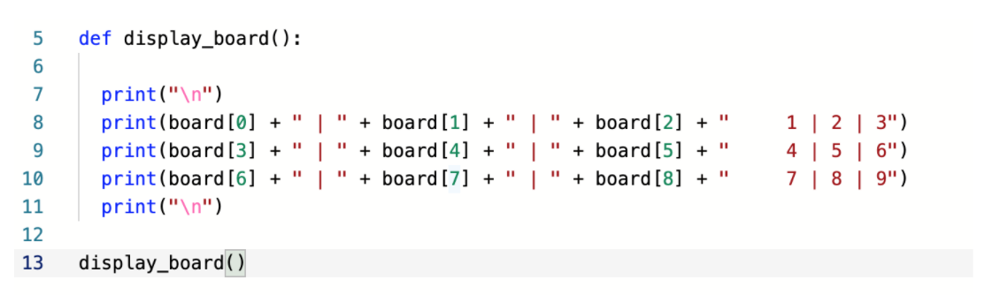 5 def display_board():
6
7 print("\n")
8 print(board[0] + " | " + board[1] + " | " + board[2] + "     1 | 2 | 3")
9 print(board[3] + " | " + board[4] + " | " + board[5] + "     4 | 5 | 6")
10 print(board[6] + " | " + board[7] + " | " + board[8] + "     7 | 8 | 9")
11 print("\n")
12
13 display_board()